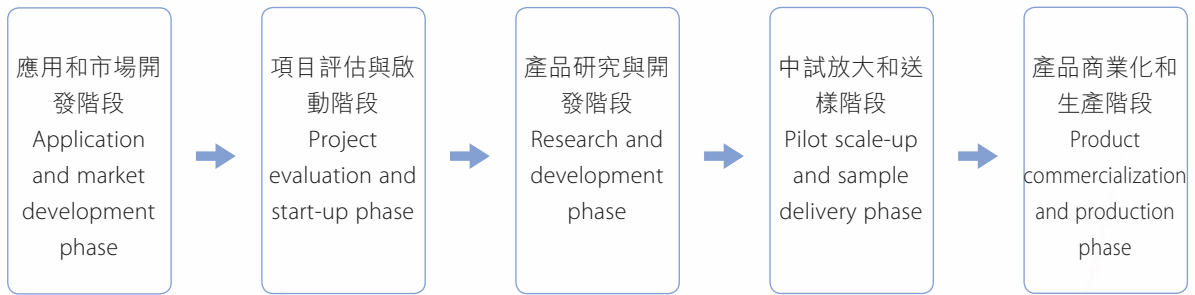 應用和市場開
發階段
Application
and market
development
phase
項目評估與啟
動階段
Project
evaluation and
start-up phase
產品研究與開
發階段
Research and
development
phase
中試放大和送
樣階段
Pilot scale-up
and sample
delivery phase
產品商業化和
生產階段
Product
commercialization
and production
phase